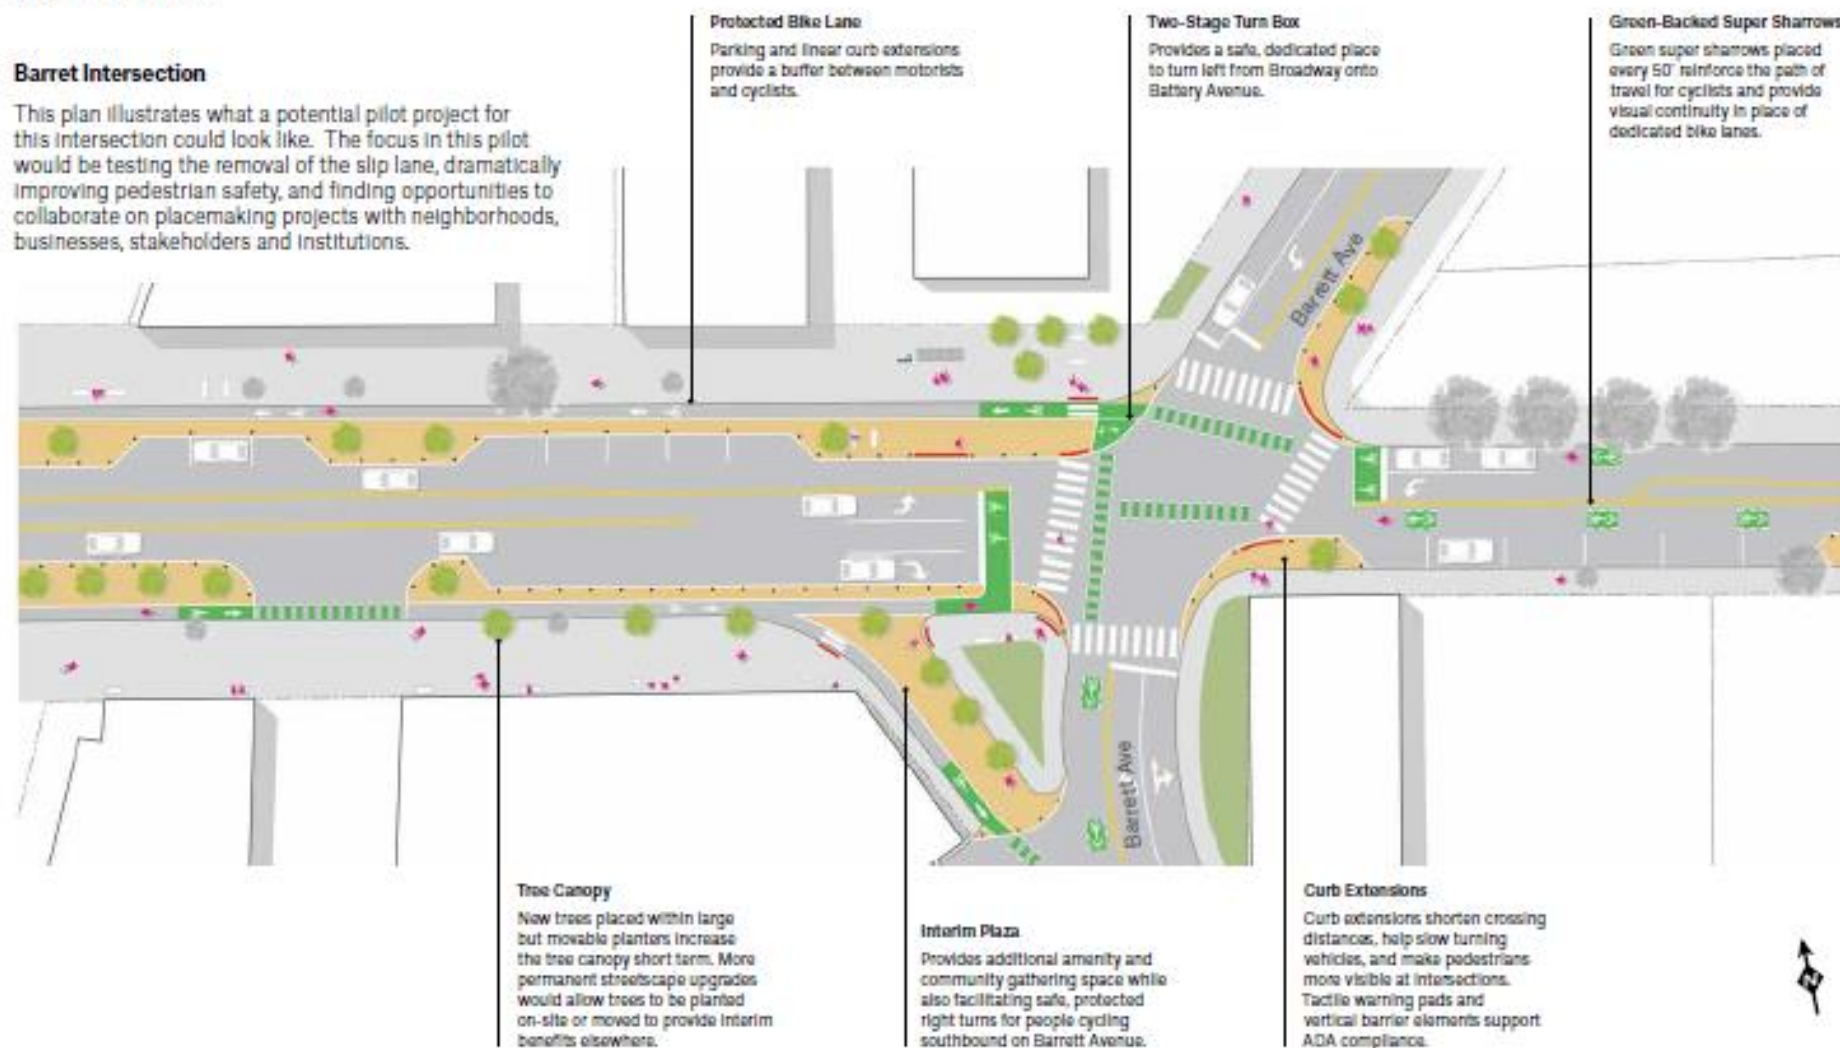 Barret Intersection
This plan illustrates what a potential pilot project for
this intersection could look like. The focus in this pilot
would be testing the removal of the slip lane, dramatically
improving pedestrian safety, and finding opportunities to
collaborate on placemaking projects with neighborhoods,
businesses, stakeholders and institutions.
Protected Bike Lane
Parking and linear curb extensions
provide a buffer between motorists
and cyclists.
Two-Stage Turn Box
Provides a safe, dedicated place
to turn left from Broadway onto
Battery Avenue.
Green-Backed Super Sharrows
Green super sharrows placed
every 50' reinforce the path of
travel for cyclists and provide
visual continuity in place of
dedicated bike lanes.
Barrett Ave
Barrett Ave
Tree Canopy
New trees placed within large
but movable planters increase
the tree canopy short term. More
permanent streetscape upgrades
would allow trees to be planted
on-site or moved to provide interim
benefits elsewhere.
Interim Plaza
Provides additional amenity and
community gathering space while
also facilitating safe, protected
right turns for people cycling
southbound on Barrett Avenue.
Curb Extensions
Curb extensions shorten crossing
distances, help slow turning
vehicles, and make pedestrians
more visible at intersections.
Tactile warning pads and
vertical barrier elements support
ADA compliance.
N